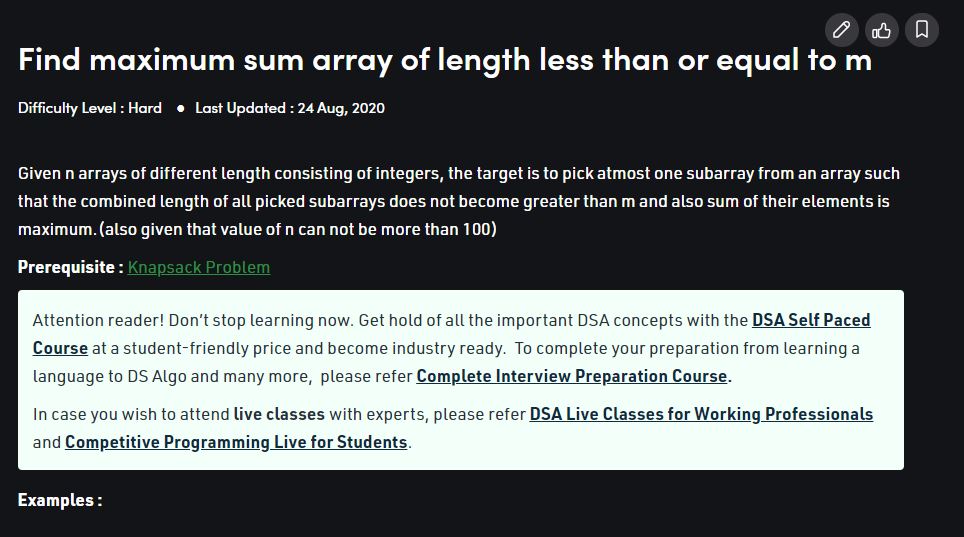 Find maximum sum array of length less than or equal to m
Difficulty Level : Hard ● Last Updated : 24 Aug, 2020
Given n arrays of different length consisting of integers, the target is to pick atmost one subarray from an array such
that the combined length of all picked subarrays does not become greater than m and also sum of their elements is
maximum.(also given that value of n can not be more than 100)
Prerequisite : Knapsack Problem
Attention reader! Don’t stop learning now. Get hold of all the important DSA concepts with the DSA Self Paced
Course at a student-friendly price and become industry ready.  To complete your preparation from learning a
language to DS Algo and many more,  please refer Complete Interview Preparation Course.
In case you wish to attend live classes with experts, please refer DSA Live Classes for Working Professionals
and Competitive Programming Live for Students.
Examples :